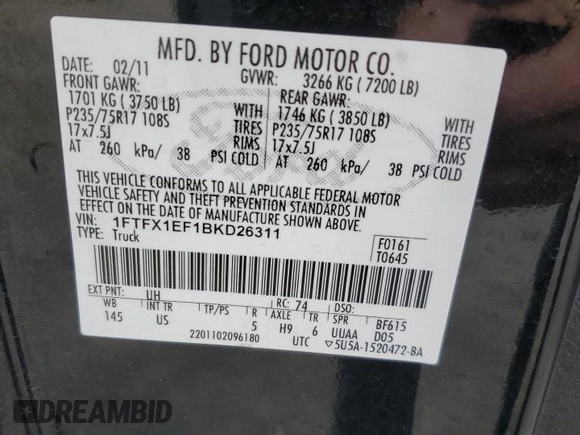 MFD. BY FORD MOTOR CO.
DATE: 02/11 GVWR: 3266 KG ( 7200 LB)
FRONT GAWR: REAR GAWR:
1701 KG ( 3750 LB) WITH 1746 KG ( 3850 LB) WITH
P235/75R17 108S TIRES P235/75R17 108S TIRES
17x7.5J RIMS 17x7.5J RIMS
AT 260 kPa/ 38 PSI COLD AT 260 kPa/ 38 PSI COLD
THIS VEHICLE CONFORMS TO ALL APPLICABLE FEDERAL MOTOR
VEHICLE SAFETY AND THEFT PREVENTION STANDARDS IN
EFFECT ON THE DATE OF MANUFACTURE SHOWN ABOVE.
VIN: 1FTFX1EF1BKD26311
TYPE: Truck
F0161
T0645
EXT PNT: UH RC: 74 DSO:
WB INT TR TP/PS R AXLE TR SPR BF615
145 US 5 H9 6 UUAA D05
2201102096180 UTC ▽5U5A-1520472-BA
Ford
DREAMBID